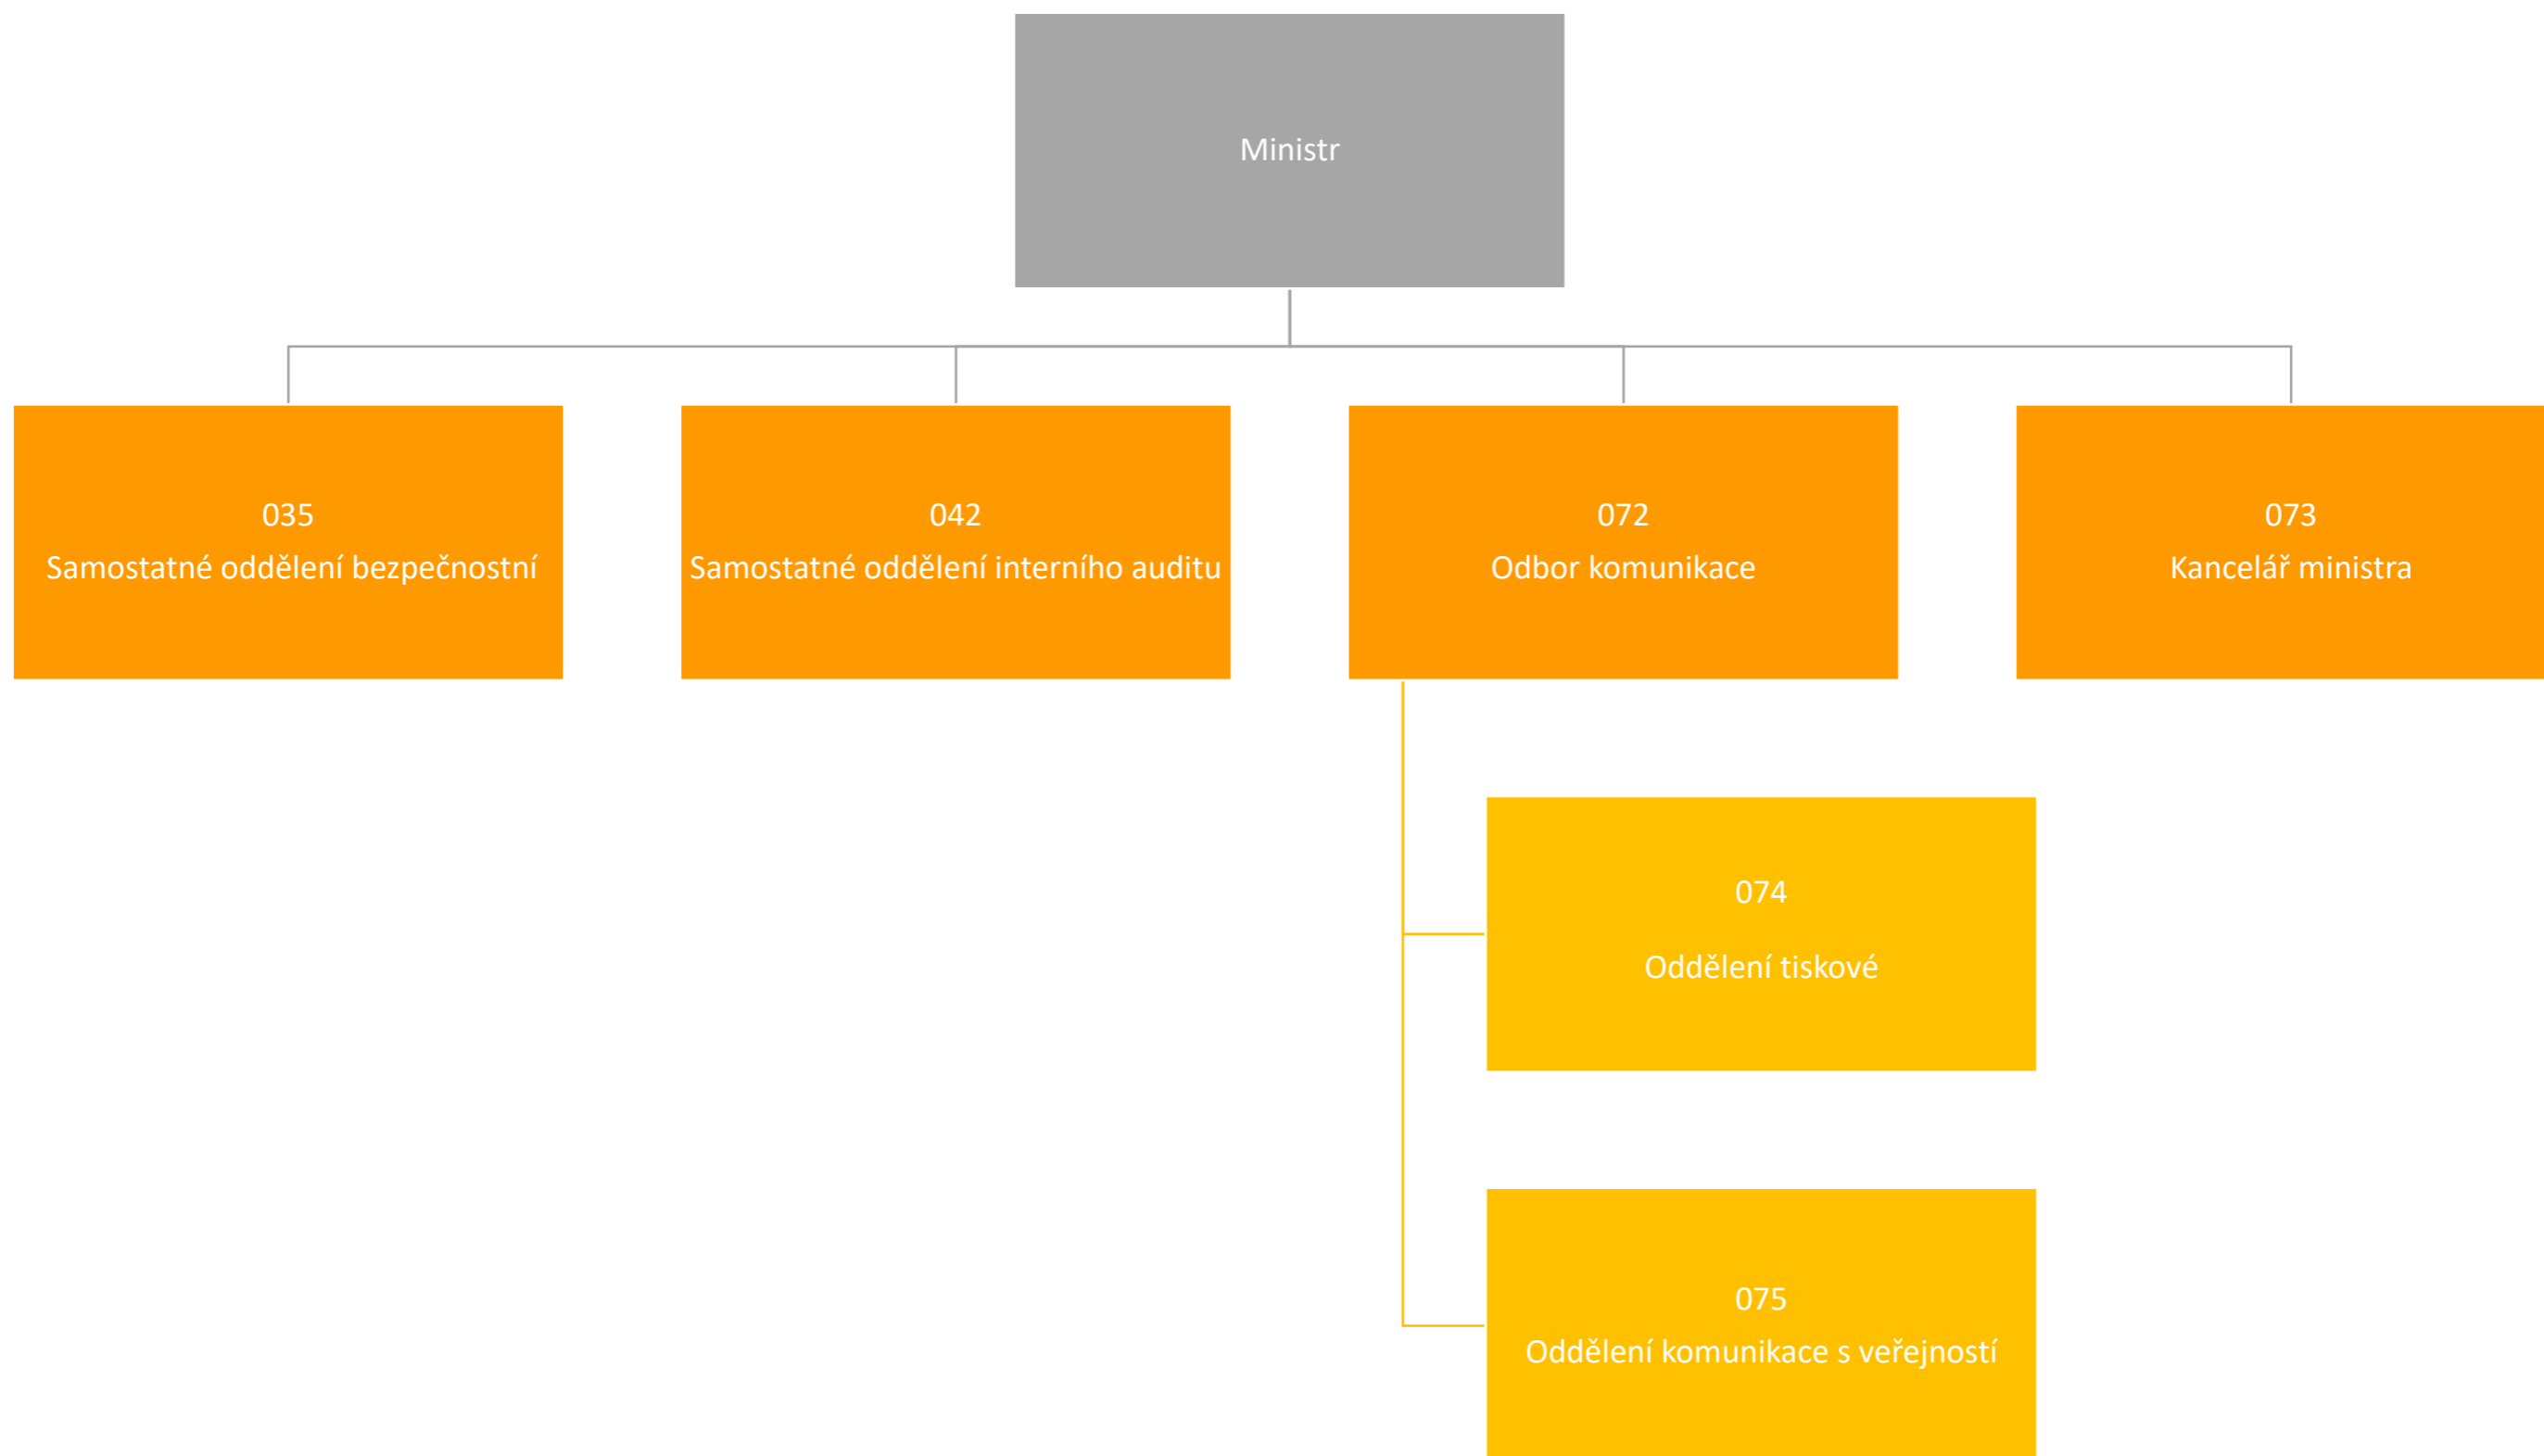 Ministr
035
Samostatné oddělení bezpečnostní
042
Samostatné oddělení interního auditu
072
Odbor komunikace
073
Kancelář ministra
074
Oddělení tiskové
075
Oddělení komunikace s veřejností